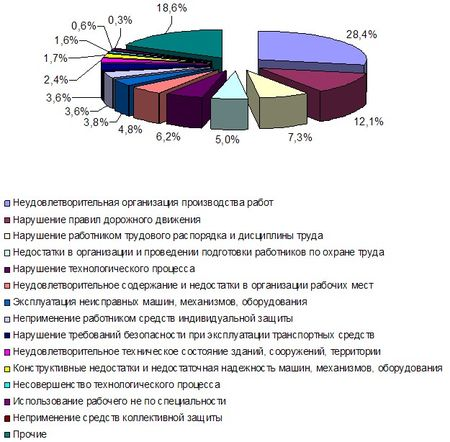 0,3%
18,6%
0,6%
1,6%
28,4%
1,7%
2,4%
3,6%
12,1%
3,6%
3,8%
4,8%
7,3%
6,2%
5,0%
Неудовлетворительная организация производства работ
Нарушение правил дорожного движения
Нарушение работником трудового распорядка и дисциплины труда
Недостатки в организации и проведении подготовки работников по охране труда
Нарушение технологического процесса
Неудовлетворительное содержание и недостатки в организации рабочих мест
Эксплуатация неисправных машин, механизмов, оборудования
Неприменение работником средств индивидуальной защиты
Нарушение требований безопасности при эксплуатации транспортных средств
Неудовлетворительное техническое состояние зданий, сооружений, территории
Конструктивные недостатки и недостаточная надежность машин, механизмов, оборудования
Несовершенство технологического процесса
Использование рабочего не по специальности
Неприменение средств коллективной защиты
Прочие